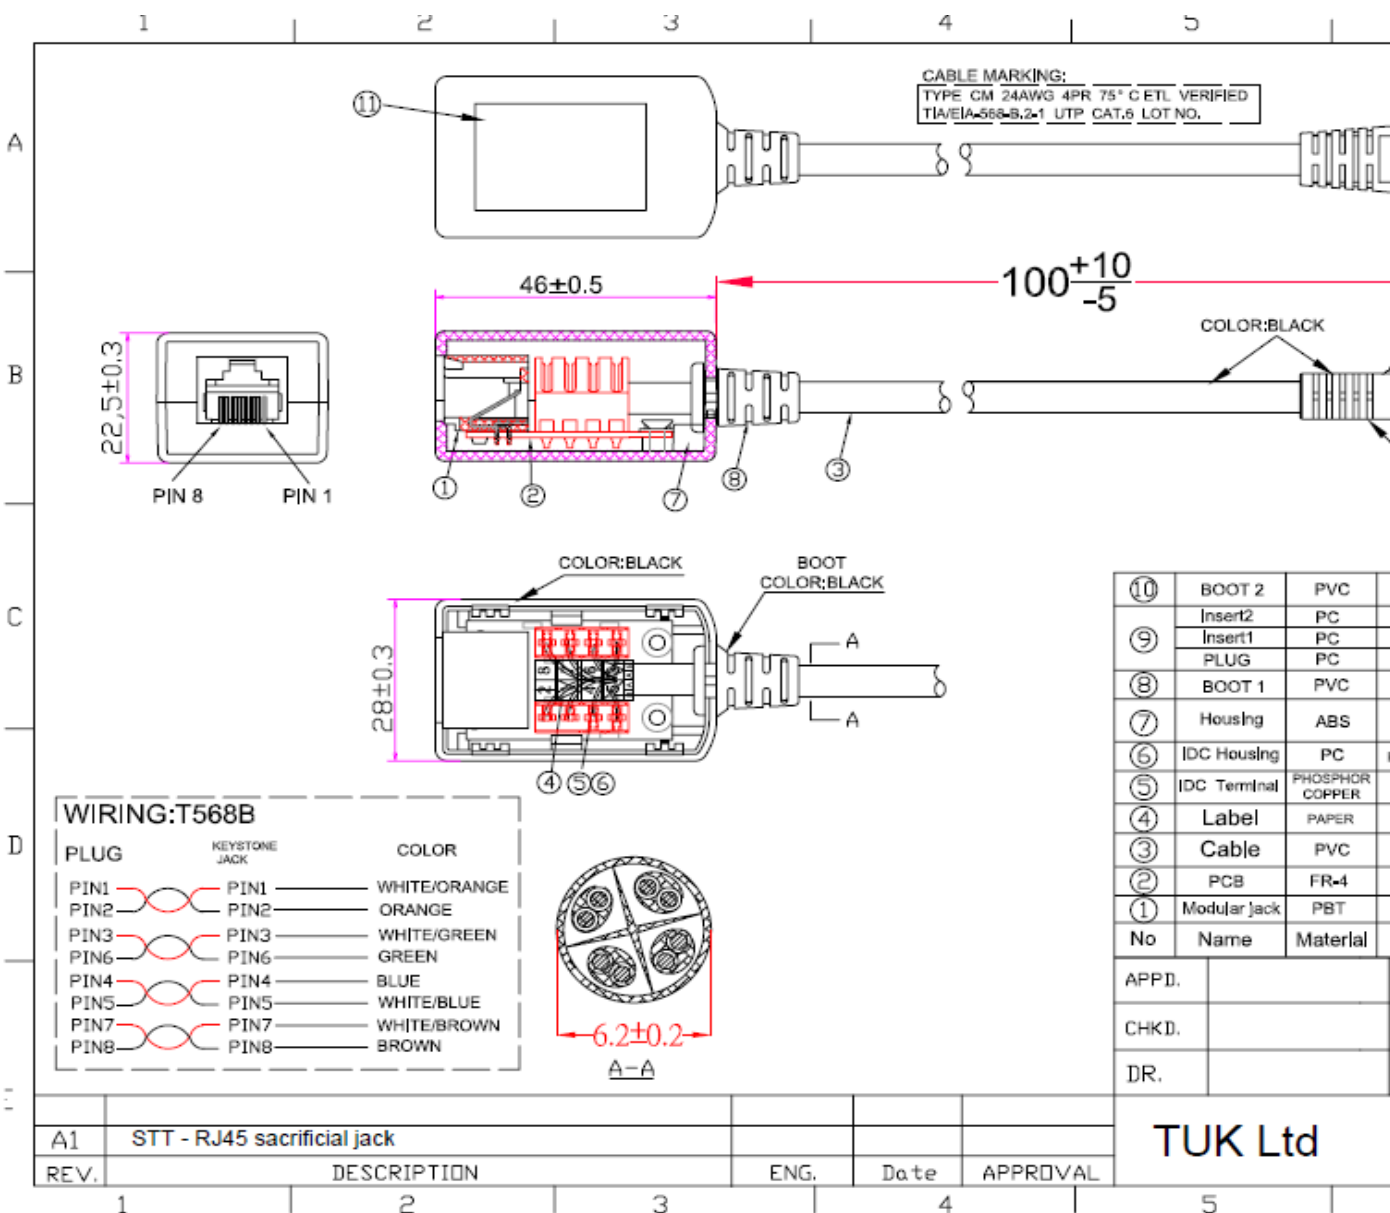 1 2 3 4 5
A
11
CABLE MARKING:
TYPE CM 24AWG 4PR 75° C ETL VERIFIED
TIA/EIA-568-B.2-1 UTP CAT.6 LOT NO.
B
46±0.5
100 +10 -5
COLOR:BLACK
22,5±0.3
PIN 8 PIN 1
1 2 7 8 3
C
COLOR:BLACK
BOOT
COLOR:BLACK
A
A
28±0.3
2 8
4 5 6
D
WIRING:T568B
PLUG KEYSTONE JACK COLOR
PIN1 PIN1 WHITE/ORANGE
PIN2 PIN2 ORANGE
PIN3 PIN3 WHITE/GREEN
PIN6 PIN6 GREEN
PIN4 PIN4 BLUE
PIN5 PIN5 WHITE/BLUE
PIN7 PIN7 WHITE/BROWN
PIN8 PIN8 BROWN
6.2±0.2
A-A
10 BOOT 2 PVC
Insert2 PC
9 Insert1 PC
PLUG PC
8 BOOT 1 PVC
7 Housing ABS
6 IDC Housing PC
5 IDC Terminal PHOSPHOR COPPER
4 Label PAPER
3 Cable PVC
2 PCB FR-4
1 Modular jack PBT
No Name Material
APPD.
CHKD.
DR.
TUK Ltd
A1 STT - RJ45 sacrificial jack
REV. DESCRIPTION ENG. Date APPROVAL
1 2 3 4 5